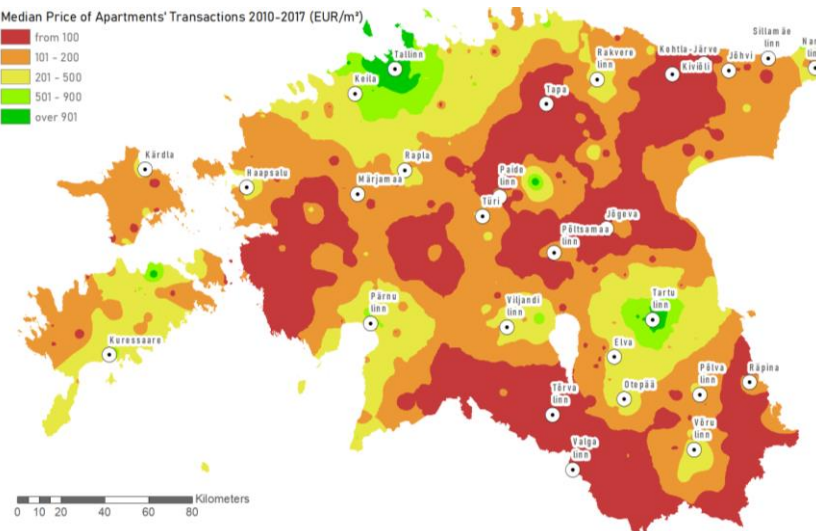 Median Price of Apartments' Transactions 2010-2017 (EUR/m²)
from 100
101 - 200
201 - 500
501 - 900
over 901
Tallinn
Keila
Rakvere
linn
Kohtla-Järve
Kiviõli
Jõhvi
Sillamäe
linn
Nar
lin
Tapa
Kärdla
Haapsalu
Rapla
Märjamaa
Paide
linn
Türi
Jõgeva
Põltsamaa
linn
Pärnu
linn
Viljandi
linn
Tartu
linn
Kuressaare
Elva
Otepää
Põlva
linn
Räpina
Tõrva
linn
Võru
linn
Valga
linn
Kilometers
0 10 20 40 60 80